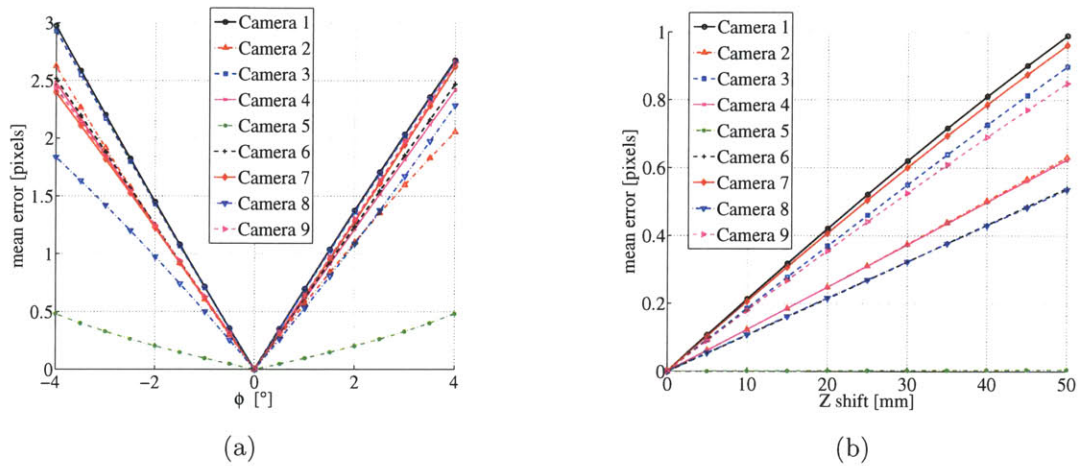 3
2.5
2
1.5
1
0.5
0
mean error [pixels]
−4
−2
0
2
4
ϕ [°]
Camera 1
Camera 2
Camera 3
Camera 4
Camera 5
Camera 6
Camera 7
Camera 8
Camera 9
(a)
1
0.8
0.6
0.4
0.2
0
mean error [pixels]
0
10
20
30
40
50
Z shift [mm]
Camera 1
Camera 2
Camera 3
Camera 4
Camera 5
Camera 6
Camera 7
Camera 8
Camera 9
(b)